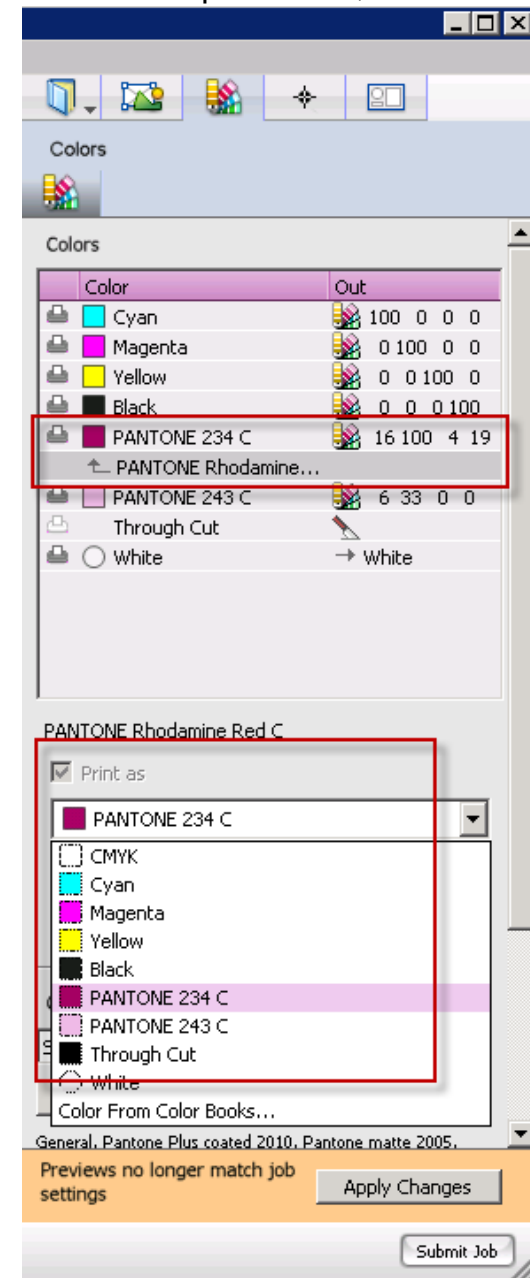 Colors
Colors
Color Out
Cyan 100 0 0 0
Magenta 0 100 0 0
Yellow 0 0 100 0
Black 0 0 0 100
PANTONE 234 C 16 100 4 19
PANTONE Rhodamine...
PANTONE 243 C 6 33 0 0
Through Cut
White White
PANTONE Rhodamine Red C
Print as
PANTONE 234 C
CMYK
Cyan
Magenta
Yellow
Black
PANTONE 234 C
PANTONE 243 C
Through Cut
White
Color From Color Books...
General, Pantone Plus coated 2010, Pantone matte 2005,
Previews no longer match job
settings
Apply Changes
Submit Job